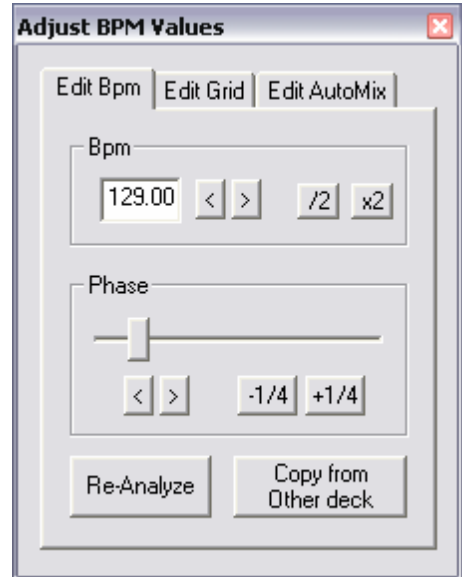 Adjust BPM Values
Edit Bpm Edit Grid Edit AutoMix
Bpm
129.00 < > /2 x2
Phase
< > -1/4 +1/4
Re-Analyze
Copy from
Other deck